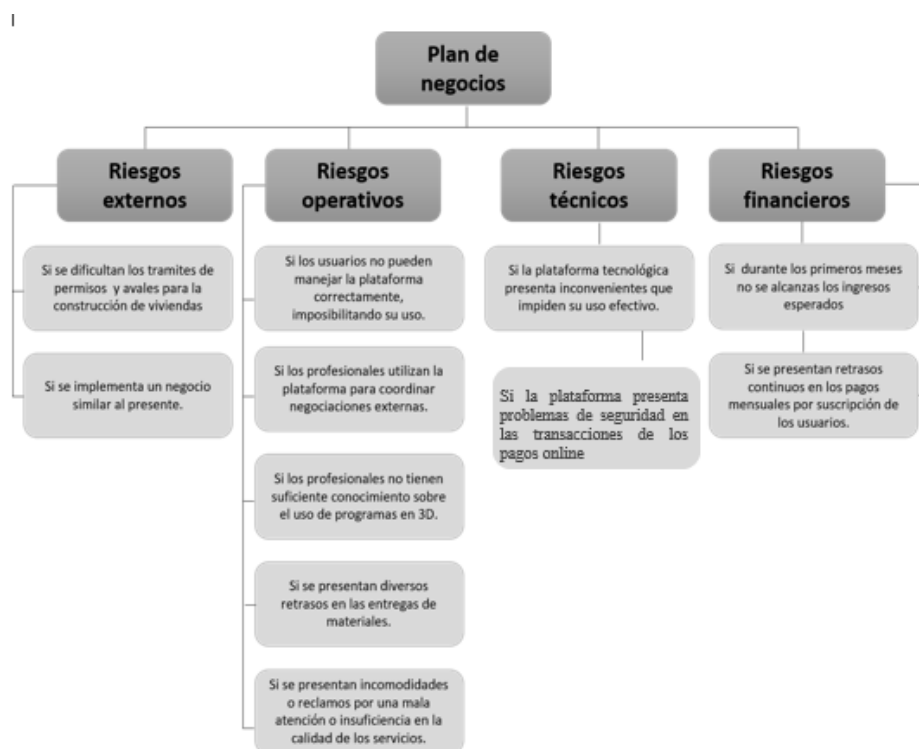 Plan de
negocios
Riesgos
externos
Si se dificultan los tramites de
permisos y avales para la
construcción de viviendas
Si se implementa un negocio
similar al presente.
Riesgos
operativos
Si los usuarios no pueden
manejar la plataforma
correctamente,
imposibilitando su uso.
Si los profesionales utilizan la
plataforma para coordinar
negociaciones externas.
Si los profesionales no tienen
suficiente conocimiento sobre
el uso de programas en 3D.
Si se presentan diversos
retrasos en las entregas de
materiales.
Si se presentan incomodidades
o reclamos por una mala
atención o insuficiencia en la
calidad de los servicios.
Riesgos
técnicos
Si la plataforma tecnológica
presenta inconvenientes que
impiden su uso efectivo.
Si la plataforma presenta
problemas de seguridad en
las transacciones de los
pagos online
Riesgos
financieros
Si durante los primeros meses
no se alcanzas los ingresos
esperados
Si se presentan retrasos
continuos en los pagos
mensuales por suscripción de
los usuarios.